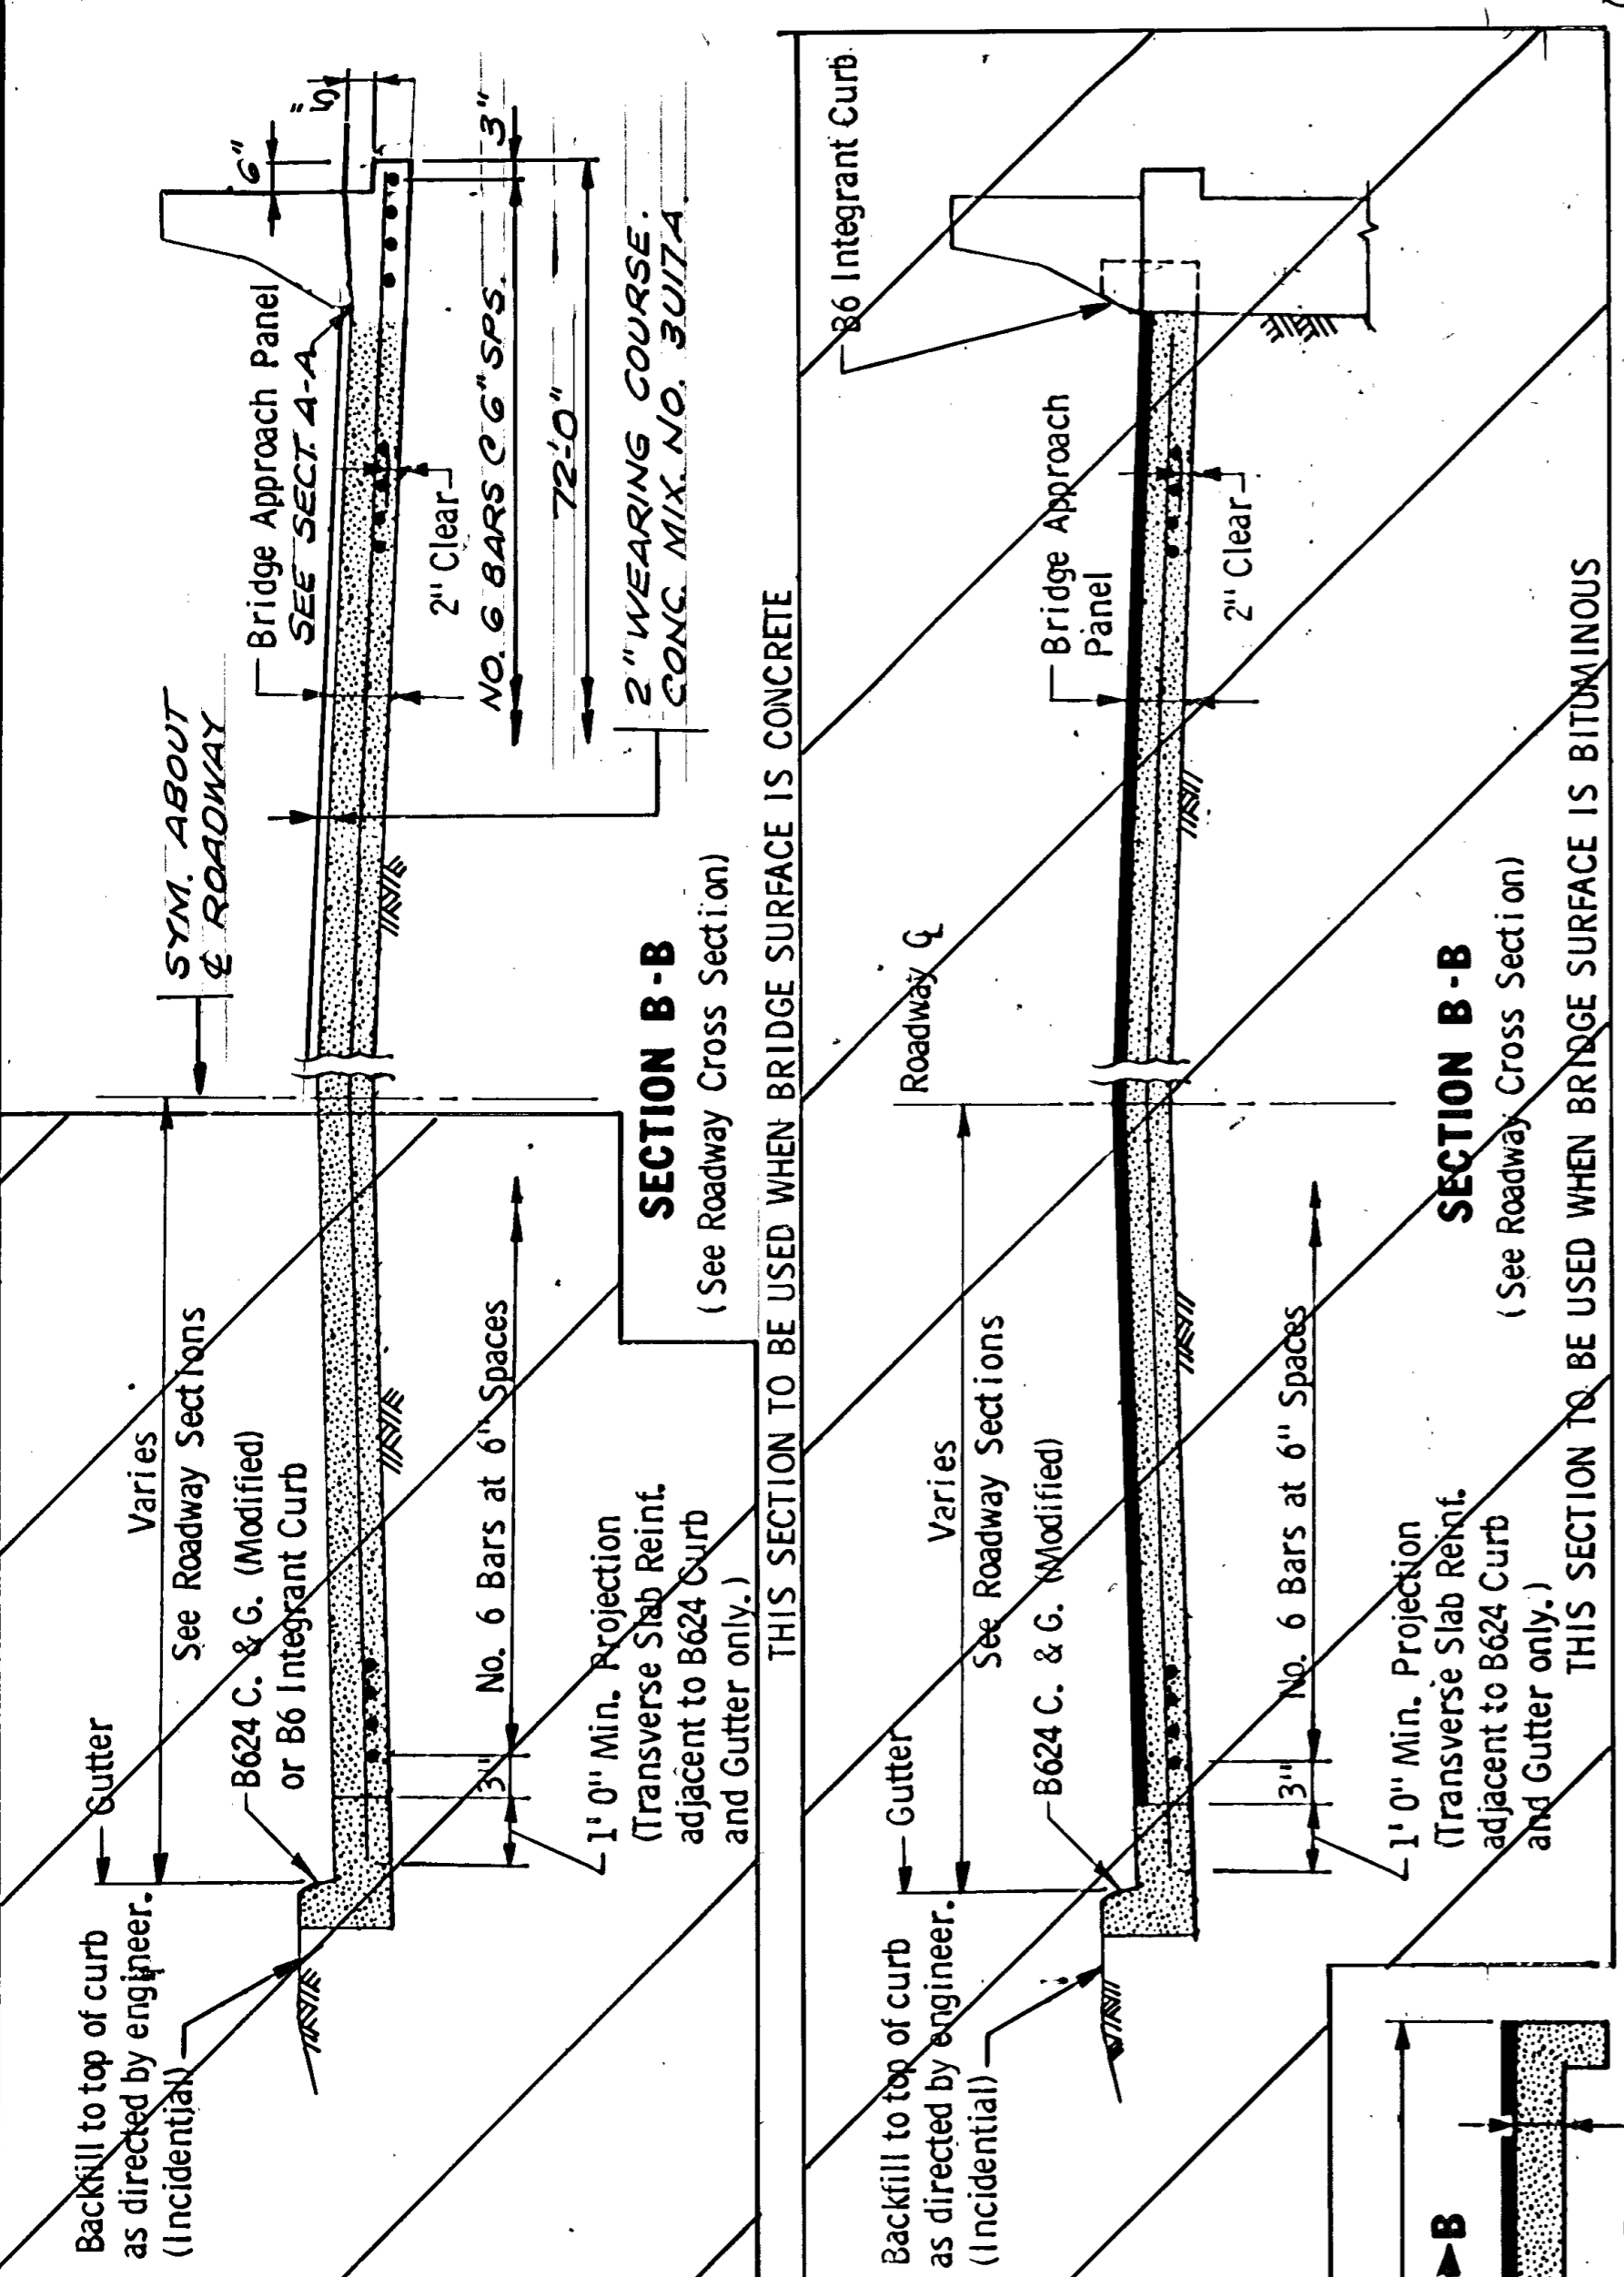 Backfill to top of curb
as directed by engineer.
(Incidential)
Gutter
Varies
See Roadway Sections
B624 C. & G. (Modified)
or B6 Integrant Curb
3"
No. 6 Bars at 6" Spaces
1' 0" Min. Projection
(Transverse Slab Reinf.
adjacent to B624 Curb
and Gutter only.)
SYM. ABOUT
℄ ROADWAY
Bridge Approach Panel
SEE SECT. A-A
2" Clear
6"
5"
3"
NO. 6 BARS @ 6" SPS.
72'-0"
2" WEARING COURSE.
CONC. MIX. NO. 3U17A.
SECTION B-B
(See Roadway Cross Section)
THIS SECTION TO BE USED WHEN BRIDGE SURFACE IS CONCRETE
Backfill to top of curb
as directed by engineer.
(Incidential)
Gutter
Varies
See Roadway Sections
B624 C. & G. (Modified)
3"
No. 6 Bars at 6" Spaces
1' 0" Min. Projection
(Transverse Slab Reinf.
adjacent to B624 Curb
and Gutter only.)
Roadway ℄
B6 Integrant Curb
Bridge Approach
Panel
2" Clear
SECTION B-B
(See Roadway Cross Section)
THIS SECTION TO BE USED WHEN BRIDGE SURFACE IS BITUMINOUS
B